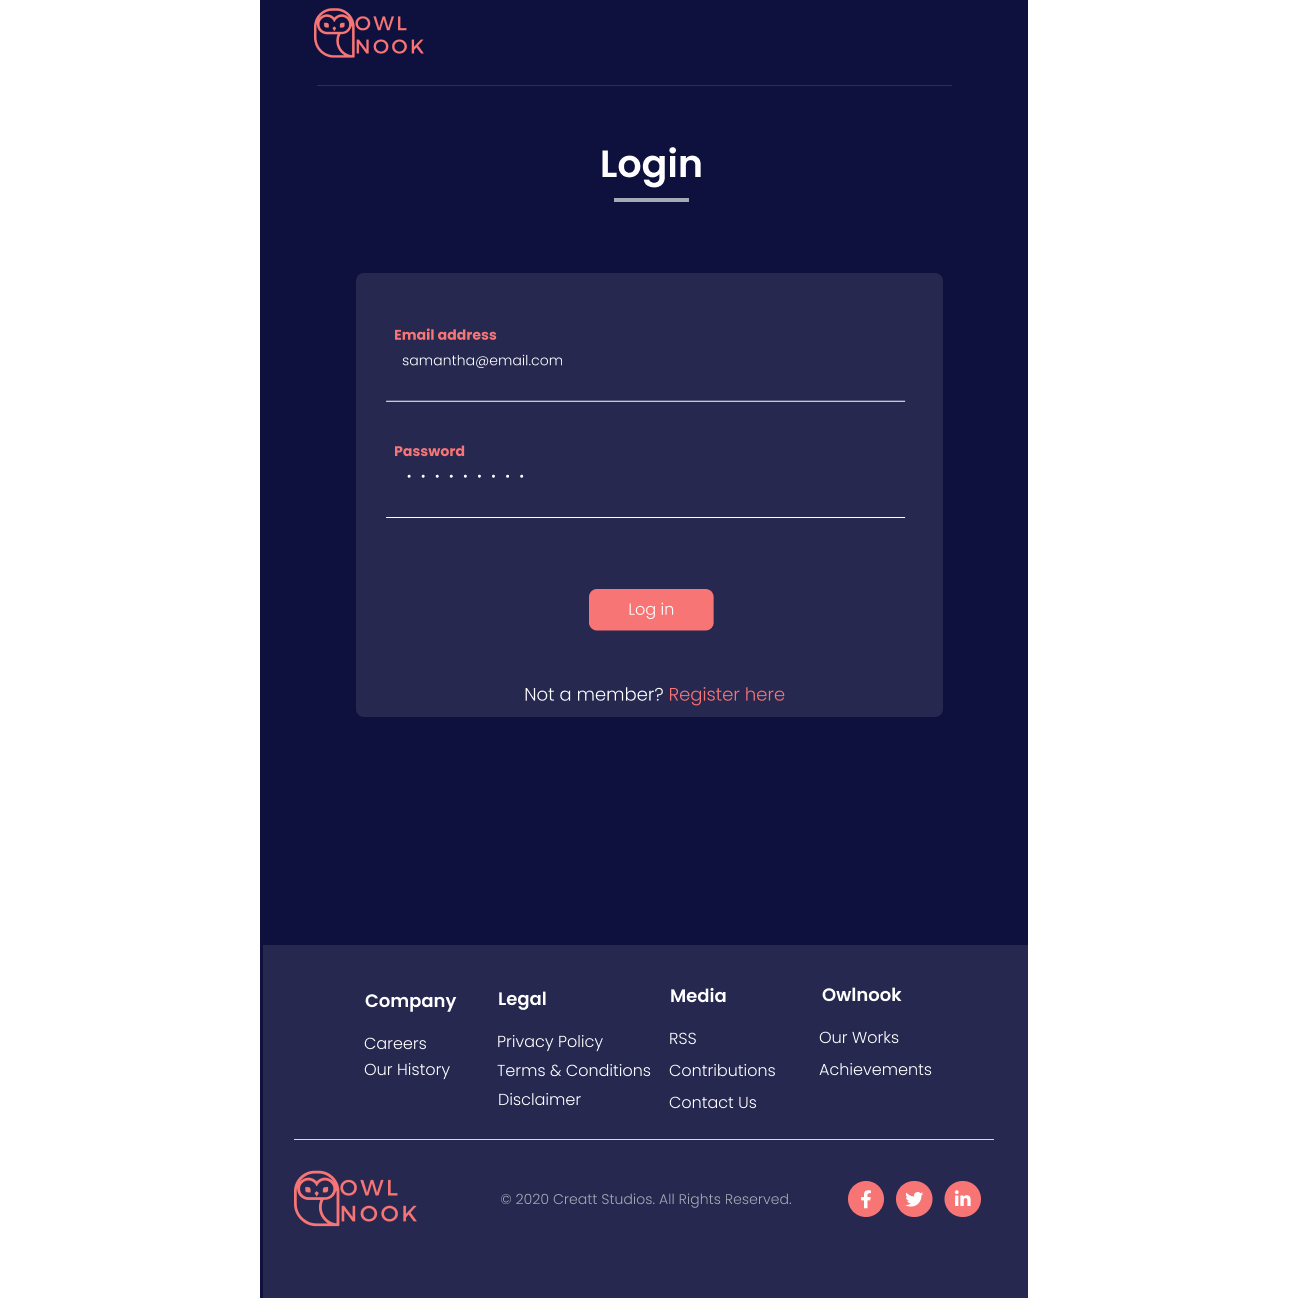 OWL
NOOK
Login
Email address
samantha@email.com
Password
• • • • • • • • •
Log in
Not a member? Register here
Company
Careers
Our History
Legal
Privacy Policy
Terms & Conditions
Disclaimer
Media
RSS
Contributions
Contact Us
Owlnook
Our Works
Achievements
OWL
NOOK
© 2020 Creatt Studios. All Rights Reserved.